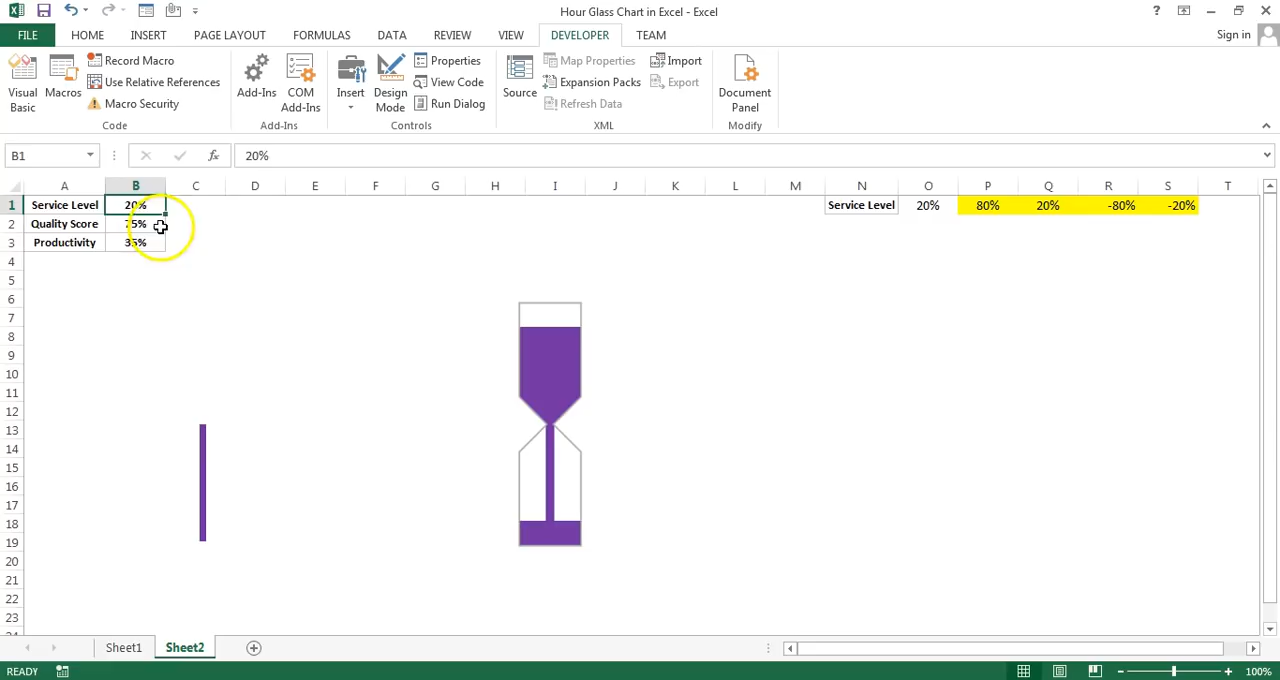 Hour Glass Chart in Excel - Excel
?
FILE HOME INSERT PAGE LAYOUT FORMULAS DATA REVIEW VIEW DEVELOPER TEAM Sign in
Visual Basic
Macros
Record Macro
Use Relative References
Macro Security
Code
Add-Ins
COM Add-Ins
Add-Ins
Insert
Design Mode
Properties
View Code
Run Dialog
Controls
Source
Map Properties
Expansion Packs
Refresh Data
Import
Export
XML
Document Panel
Modify
B1 fx 20%
A B C D E F G H I J K L M N O P Q R S T
1 Service Level 20% Service Level 20% 80% 20% -80% -20%
2 Quality Score 75%
3 Productivity 35%
4
5
6
7
8
9
10
11
12
13
14
15
16
17
18
19
20
21
22
23
24
Sheet1 Sheet2
READY 100%